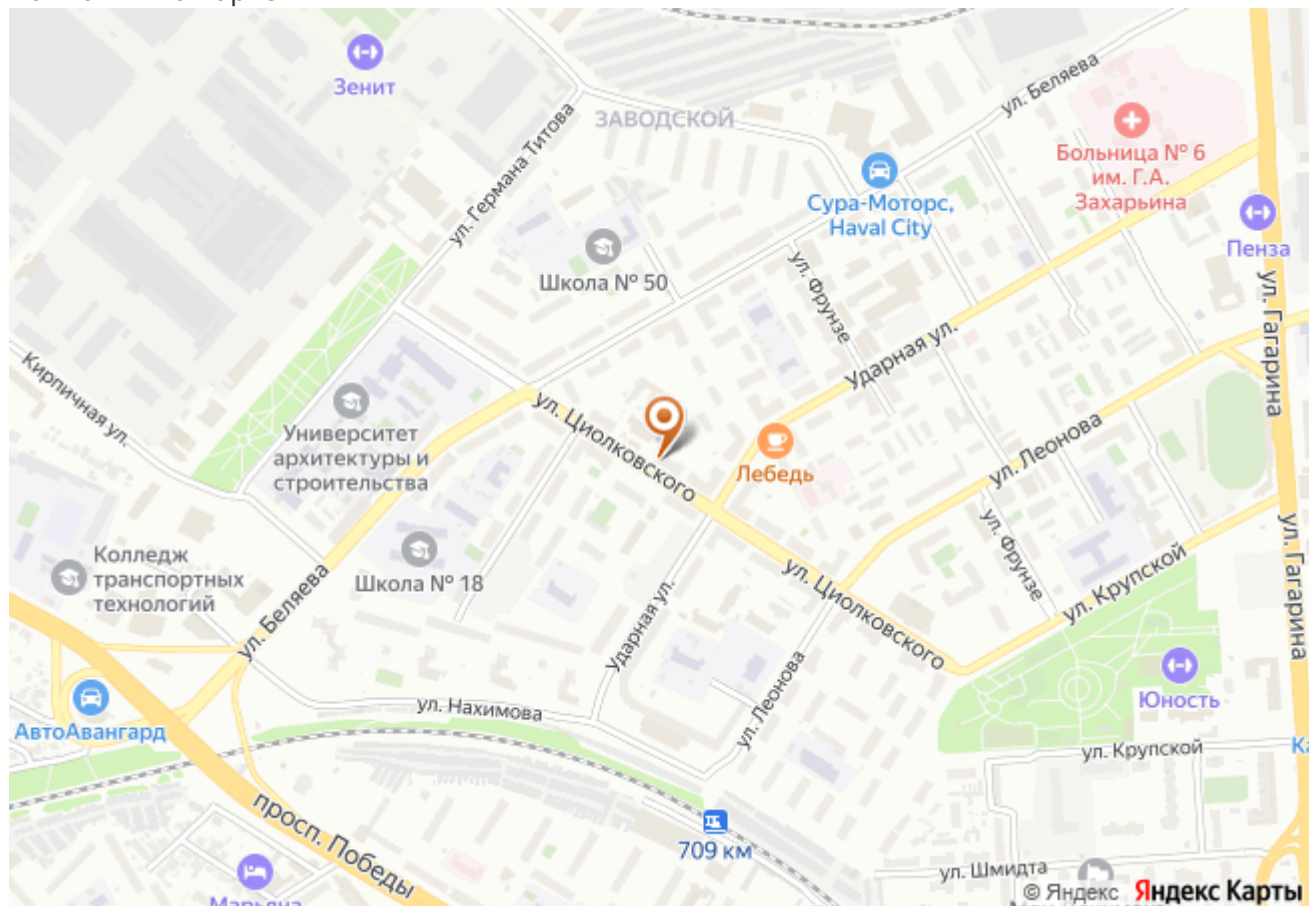 Зенит
ЗАВОДСКОЙ
ул. Беляева
Больница № 6
им. Г.А.
Захарьина
ул. Германа Титова
Сура-Моторс,
Haval City
Пенза
Школа № 50
ул. Фрунзе
ул. Гагарина
Ударная ул.
Кирпичная ул.
ул. Циолковского
Университет
архитектуры и
строительства
Лебедь
ул. Леонова
ул. Фрунзе
ул. Гагарина
Колледж
транспортных
технологий
Школа № 18
ул. Беляева
ул. Циолковского
ул. Крупской
Ударная ул.
ул. Леонова
Юность
АвтоАвангард
ул. Нахимова
ул. Крупской
просп. Победы
709 км
ул. Шмидта
Марьяна
© Яндекс Яндекс Карты